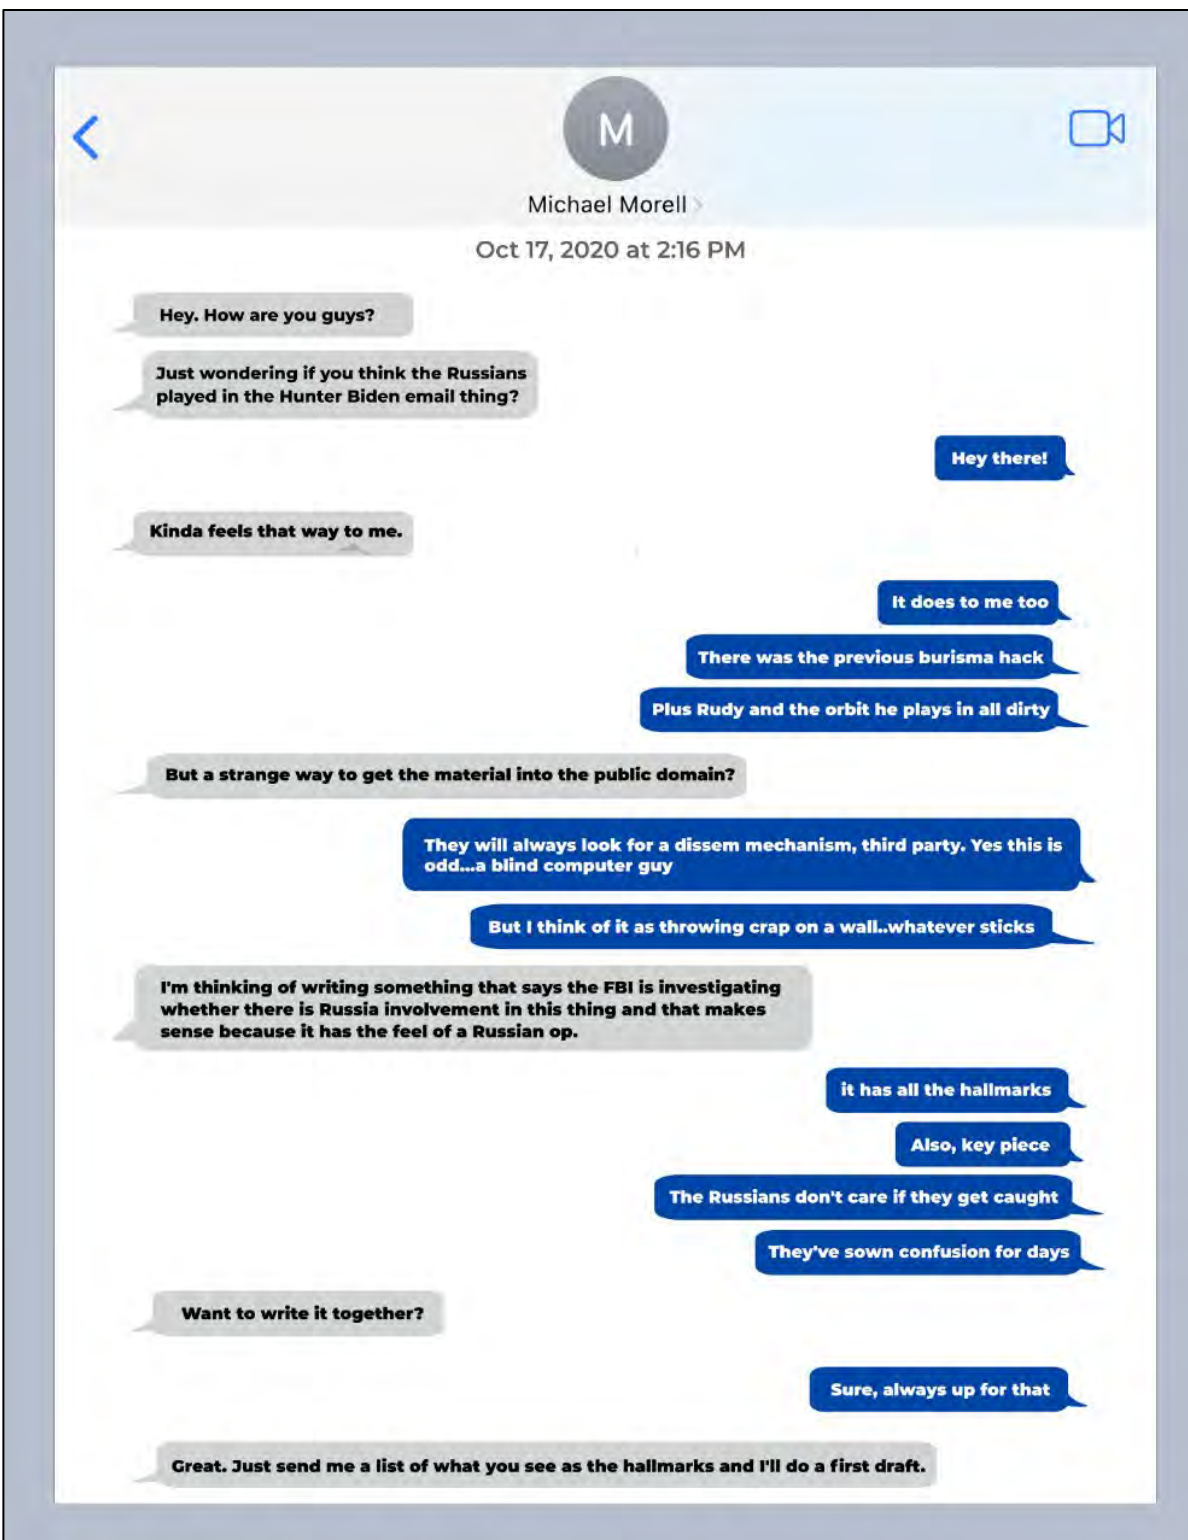 M
Michael Morell
Oct 17, 2020 at 2:16 PM
Hey. How are you guys?
Just wondering if you think the Russians
played in the Hunter Biden email thing?
Hey there!
Kinda feels that way to me.
It does to me too
There was the previous burisma hack
Plus Rudy and the orbit he plays in all dirty
But a strange way to get the material into the public domain?
They will always look for a dissem mechanism, third party. Yes this is
odd...a blind computer guy
But I think of it as throwing crap on a wall..whatever sticks
I'm thinking of writing something that says the FBI is investigating
whether there is Russia involvement in this thing and that makes
sense because it has the feel of a Russian op.
it has all the hallmarks
Also, key piece
The Russians don't care if they get caught
They've sown confusion for days
Want to write it together?
Sure, always up for that
Great. Just send me a list of what you see as the hallmarks and I'll do a first draft.